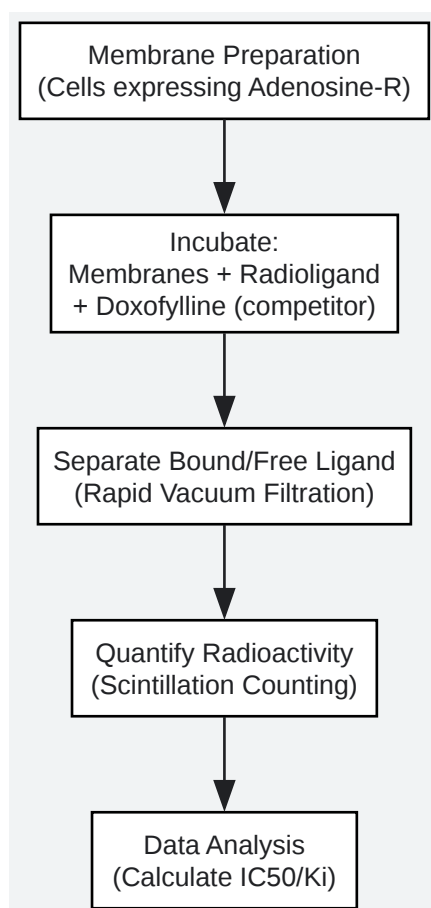 Membrane Preparation
(Cells expressing Adenosine-R)
Incubate:
Membranes + Radioligand
+ Doxofylline (competitor)
Separate Bound/Free Ligand
(Rapid Vacuum Filtration)
Quantify Radioactivity
(Scintillation Counting)
Data Analysis
(Calculate IC50/Ki)